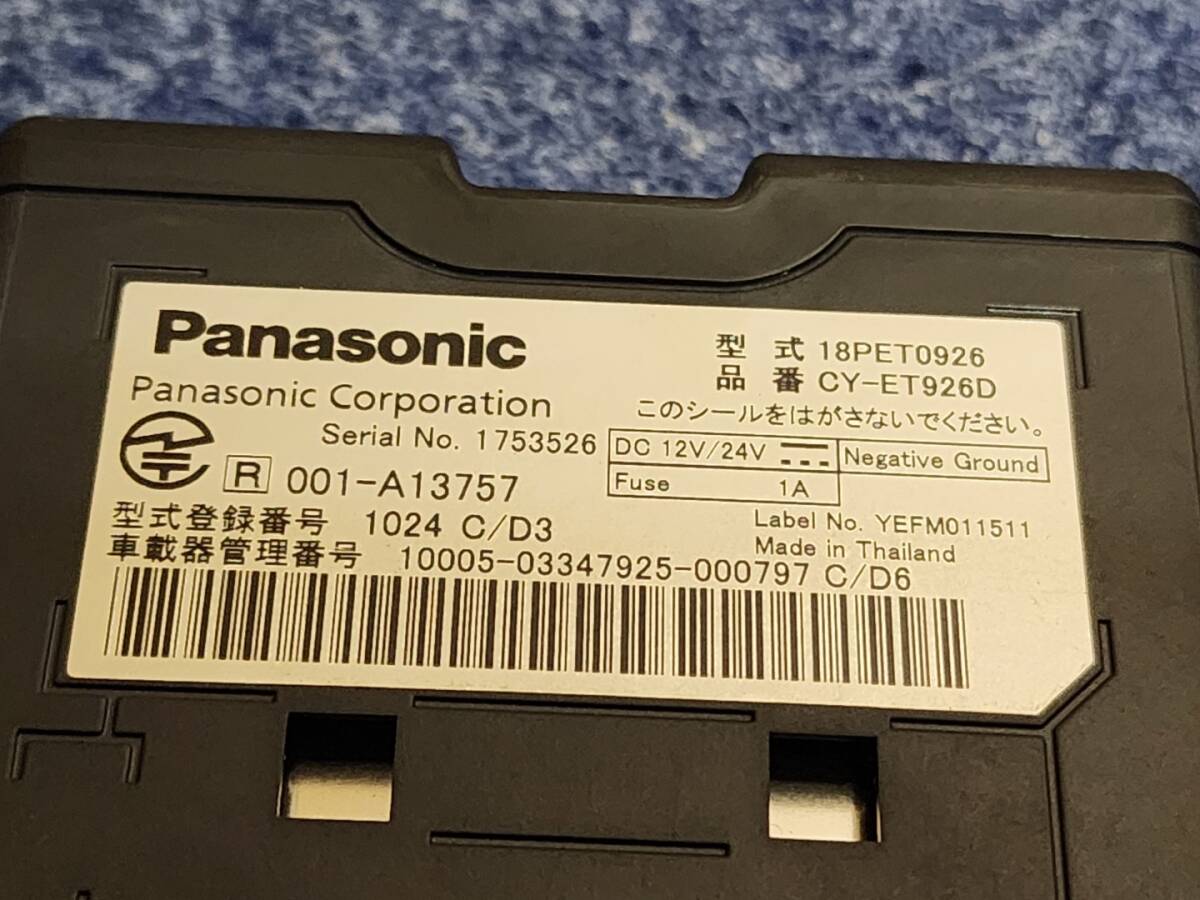 Panasonic
Panasonic Corporation
Serial No. 1753526
R 001-A13757
型式 18PET0926
品番 CY-ET926D
このシールをはがさないでください。
DC 12V/24V
Negative Ground
Fuse 1A
型式登録番号 1024 C/D3
Label No. YEFM011511
Made in Thailand
車載器管理番号 10005-03347925-000797 C/D6